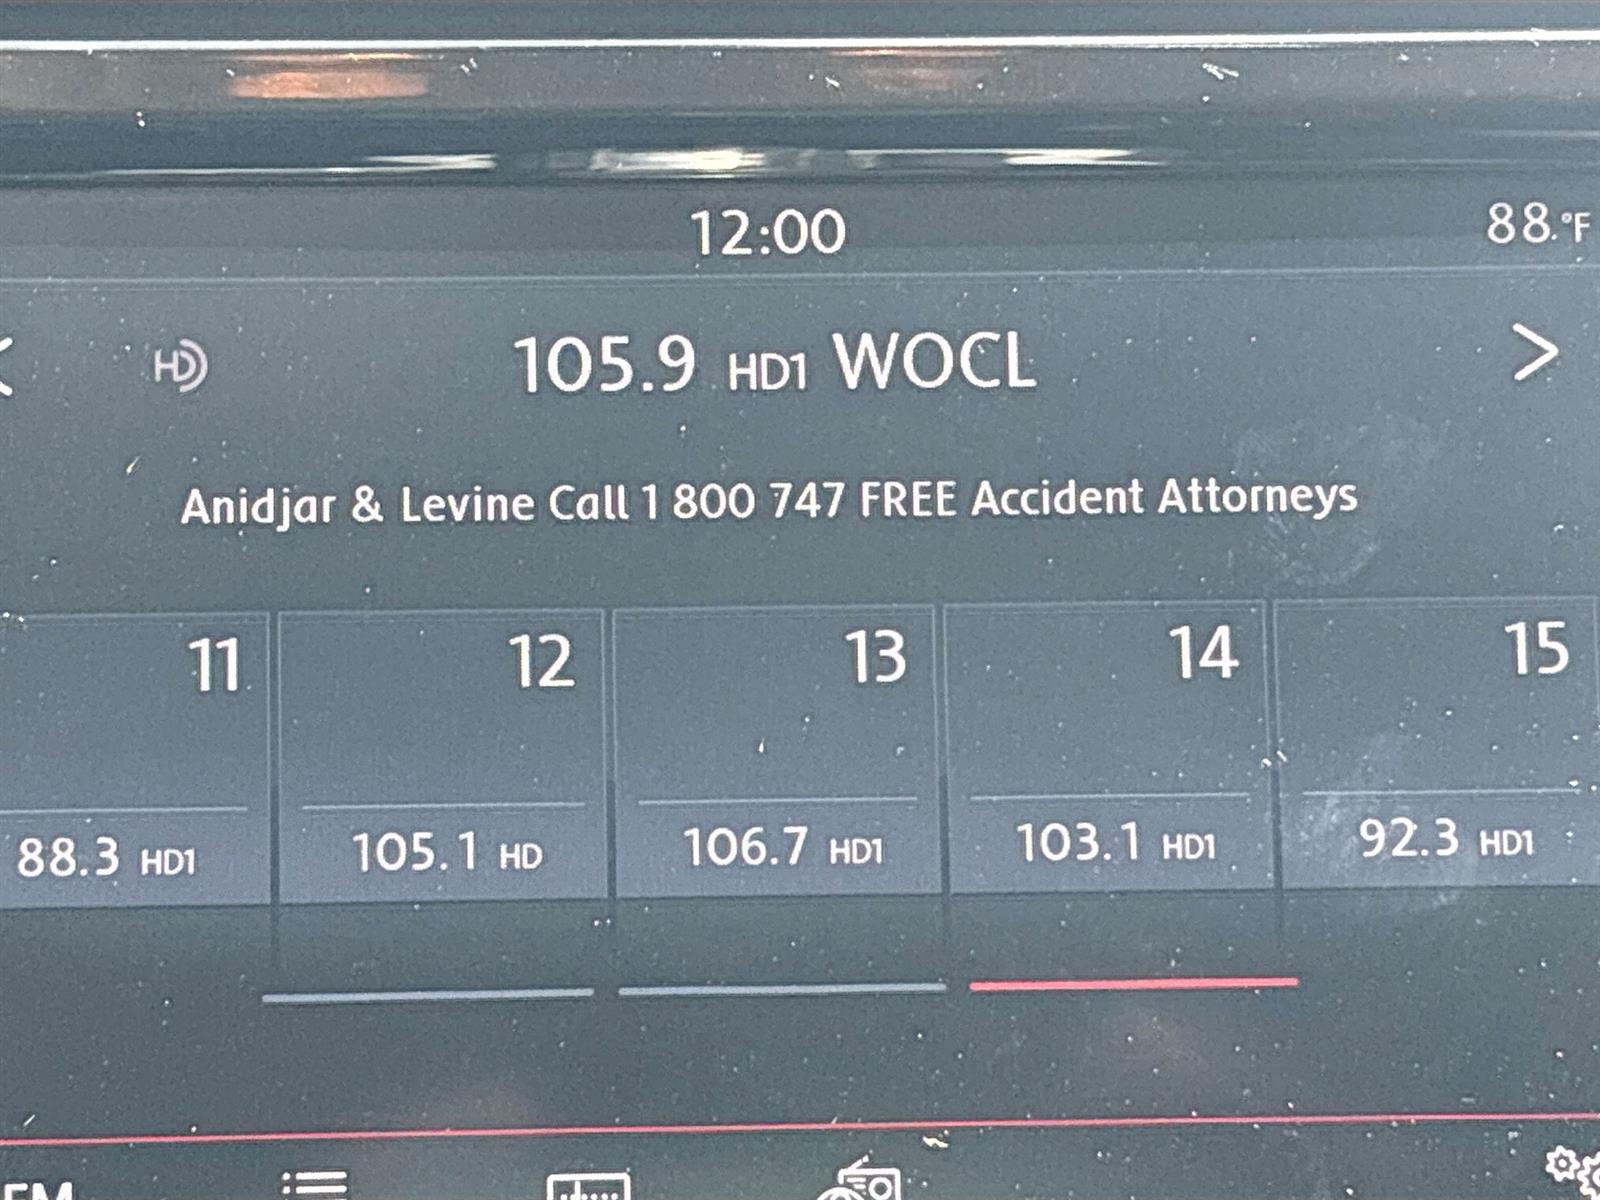 12:00
88.°F
HD 105.9 HD1 WOCL
Anidjar & Levine Call 1 800 747 FREE Accident Attorneys
11 12 13 14 15
88.3 HD1 105.1 HD 106.7 HD1 103.1 HD1 92.3 HD1
FM